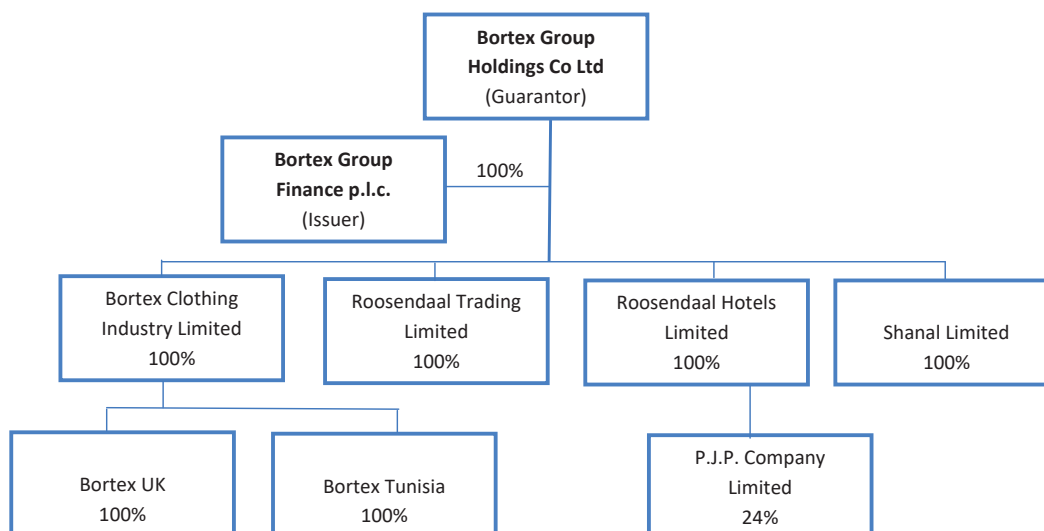 Bortex Group
Holdings Co Ltd
(Guarantor)
Bortex Group
Finance p.l.c.
(Issuer)
100%
Bortex Clothing
Industry Limited
100%
Roosendaal Trading
Limited
100%
Roosendaal Hotels
Limited
100%
Shanal Limited
100%
Bortex UK
100%
Bortex Tunisia
100%
P.J.P. Company
Limited
24%